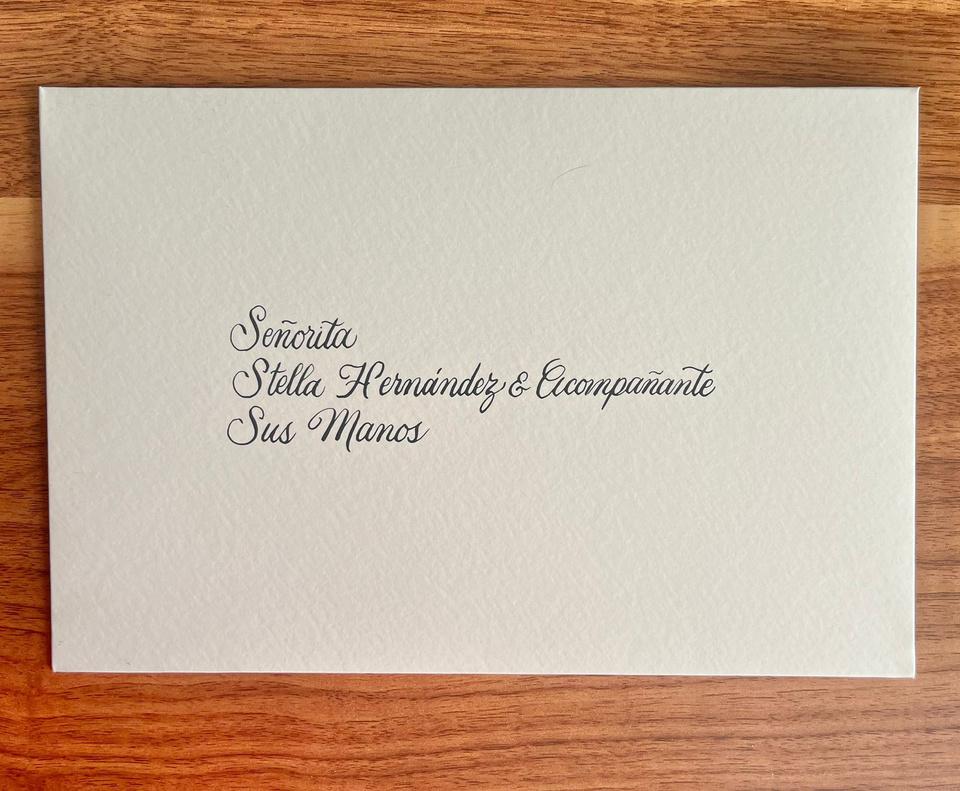 Señorita
Stella Hernández & Acompañante
Sus Manos